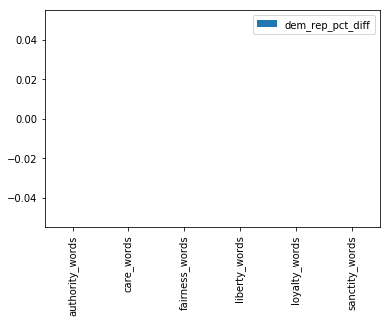 dem_rep_pct_diff
0.04
0.02
0.00
−0.02
−0.04
authority_words
care_words
fairness_words
liberty_words
loyalty_words
sanctity_words